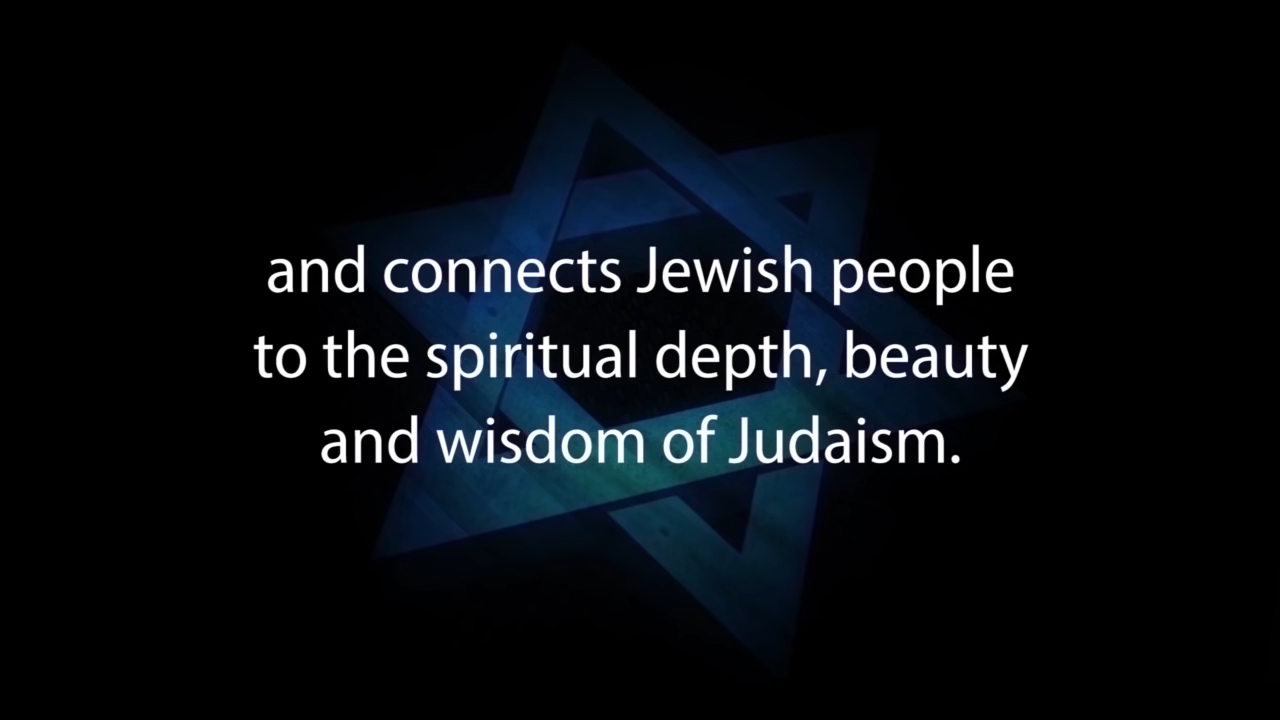 and connects Jewish people
to the spiritual depth, beauty
and wisdom of Judaism.